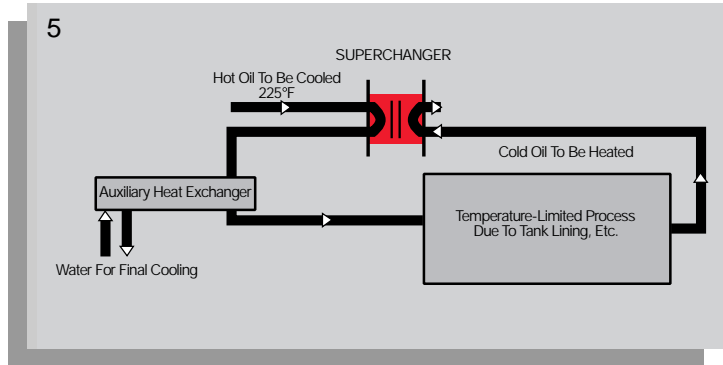 5
SUPERCHANGER
Hot Oil To Be Cooled
225°F
Cold Oil To Be Heated
Auxiliary Heat Exchanger
Temperature-Limited Process
Due To Tank Lining, Etc.
Water For Final Cooling